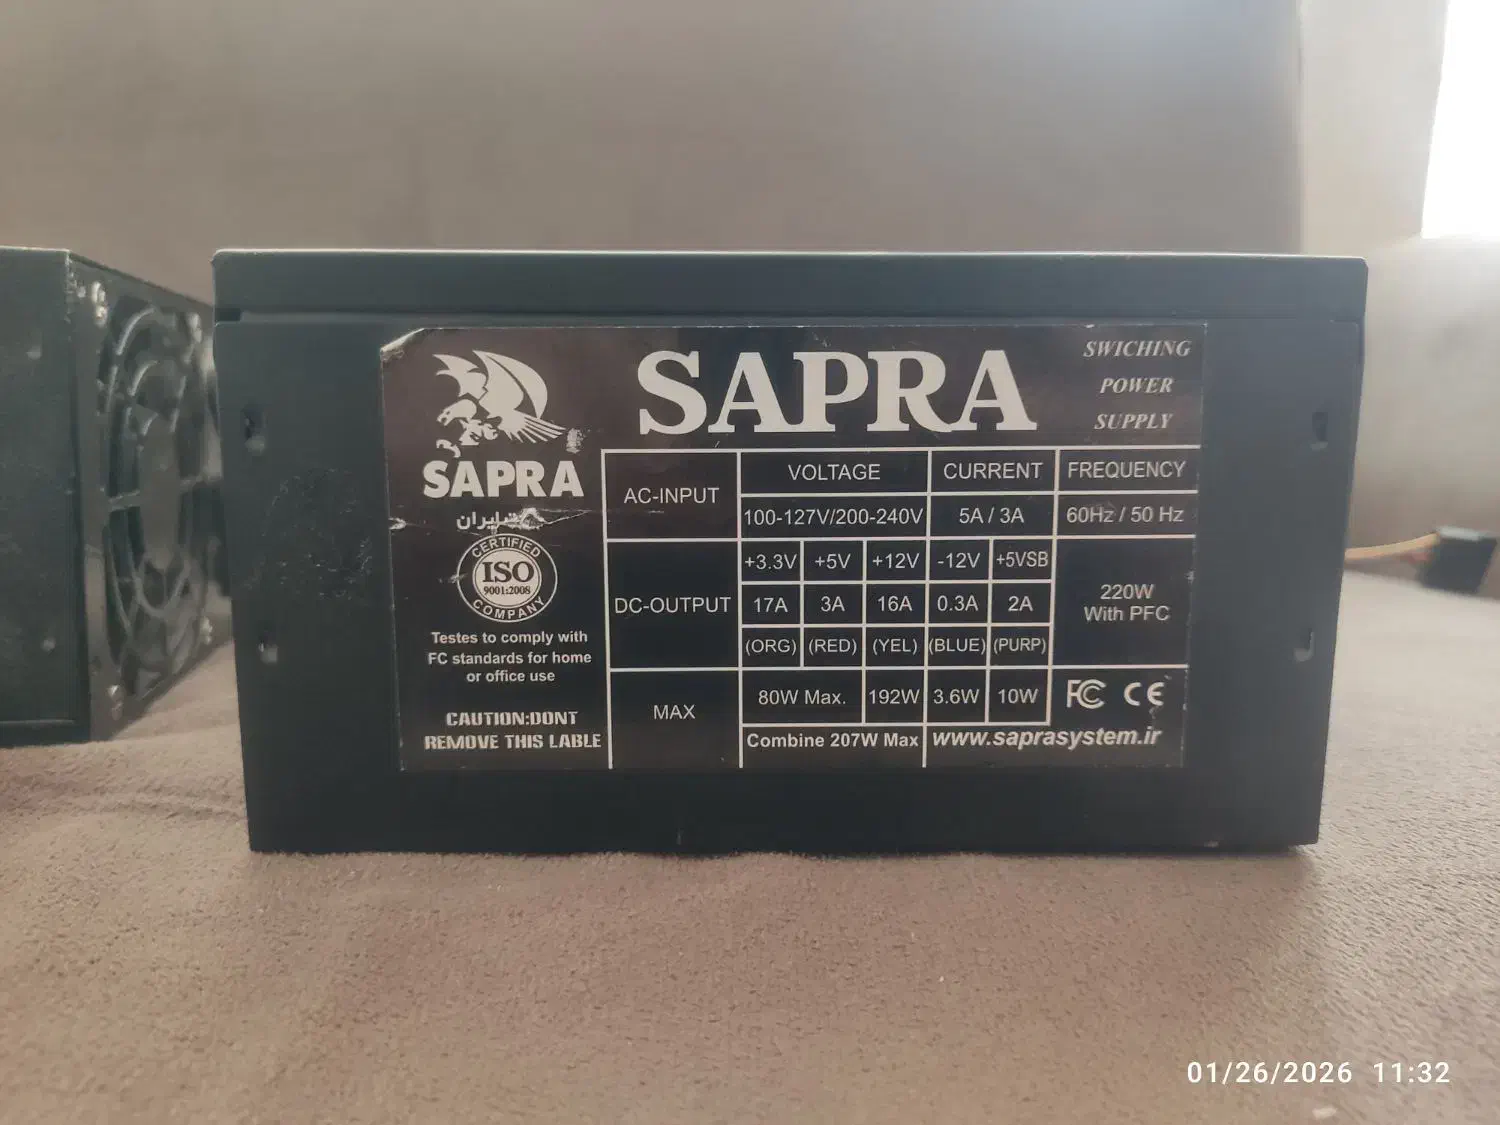 SAPRA
SWICHING
POWER
SUPPLY
SAPRA
ایران
CERTIFIED
ISO
9001:2008
COMPANY
Testes to comply with
FC standards for home
or office use
CAUTION:DONT
REMOVE THIS LABLE
AC-INPUT VOLTAGE CURRENT FREQUENCY
100-127V/200-240V 5A / 3A 60Hz / 50 Hz
DC-OUTPUT +3.3V +5V +12V -12V +5VSB
17A 3A 16A 0.3A 2A
(ORG) (RED) (YEL) (BLUE) (PURP)
220W
With PFC
MAX 80W Max. 192W 3.6W 10W FC CE
Combine 207W Max www.saprasystem.ir
01/26/2026 11:32